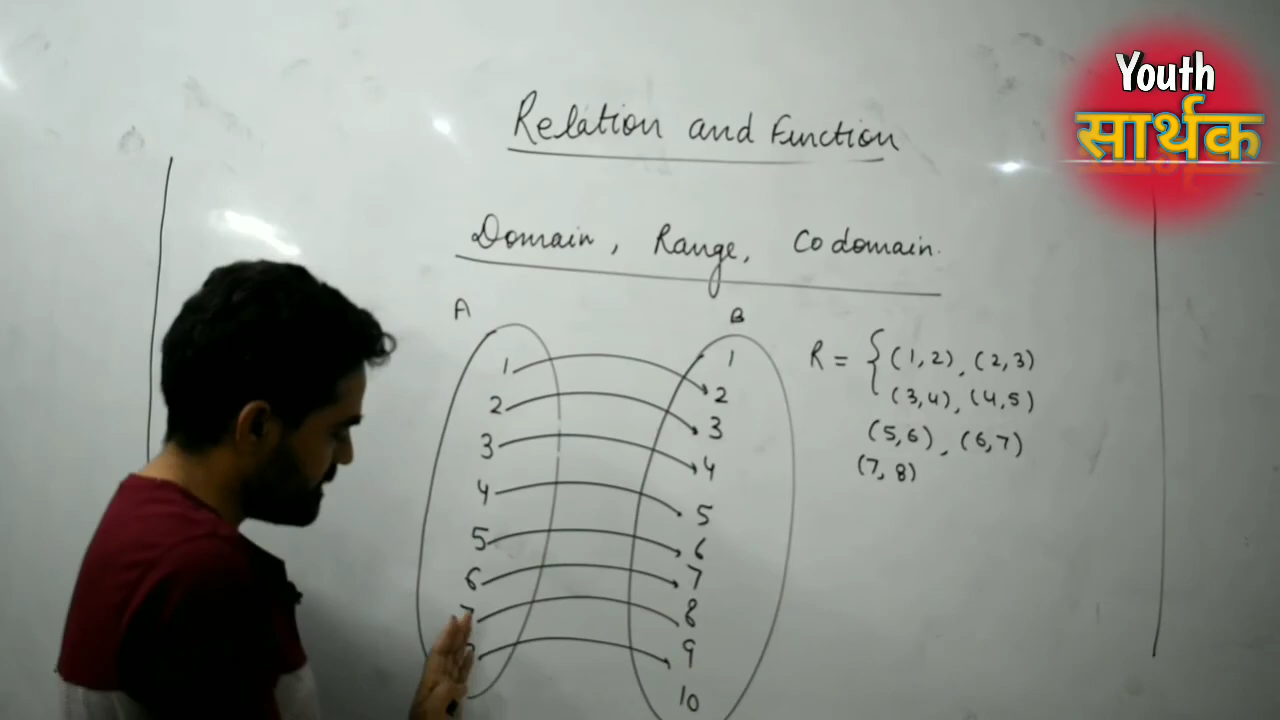 Youth
सार्थक
Relation and Function
Domain, Range, Codomain.
A B
1 1
2 2
3 3
4 4
5 5
6 6
7 7
8
9
10
R = { (1,2), (2,3)
(3,4), (4,5)
(5,6), (6,7)
(7,8)